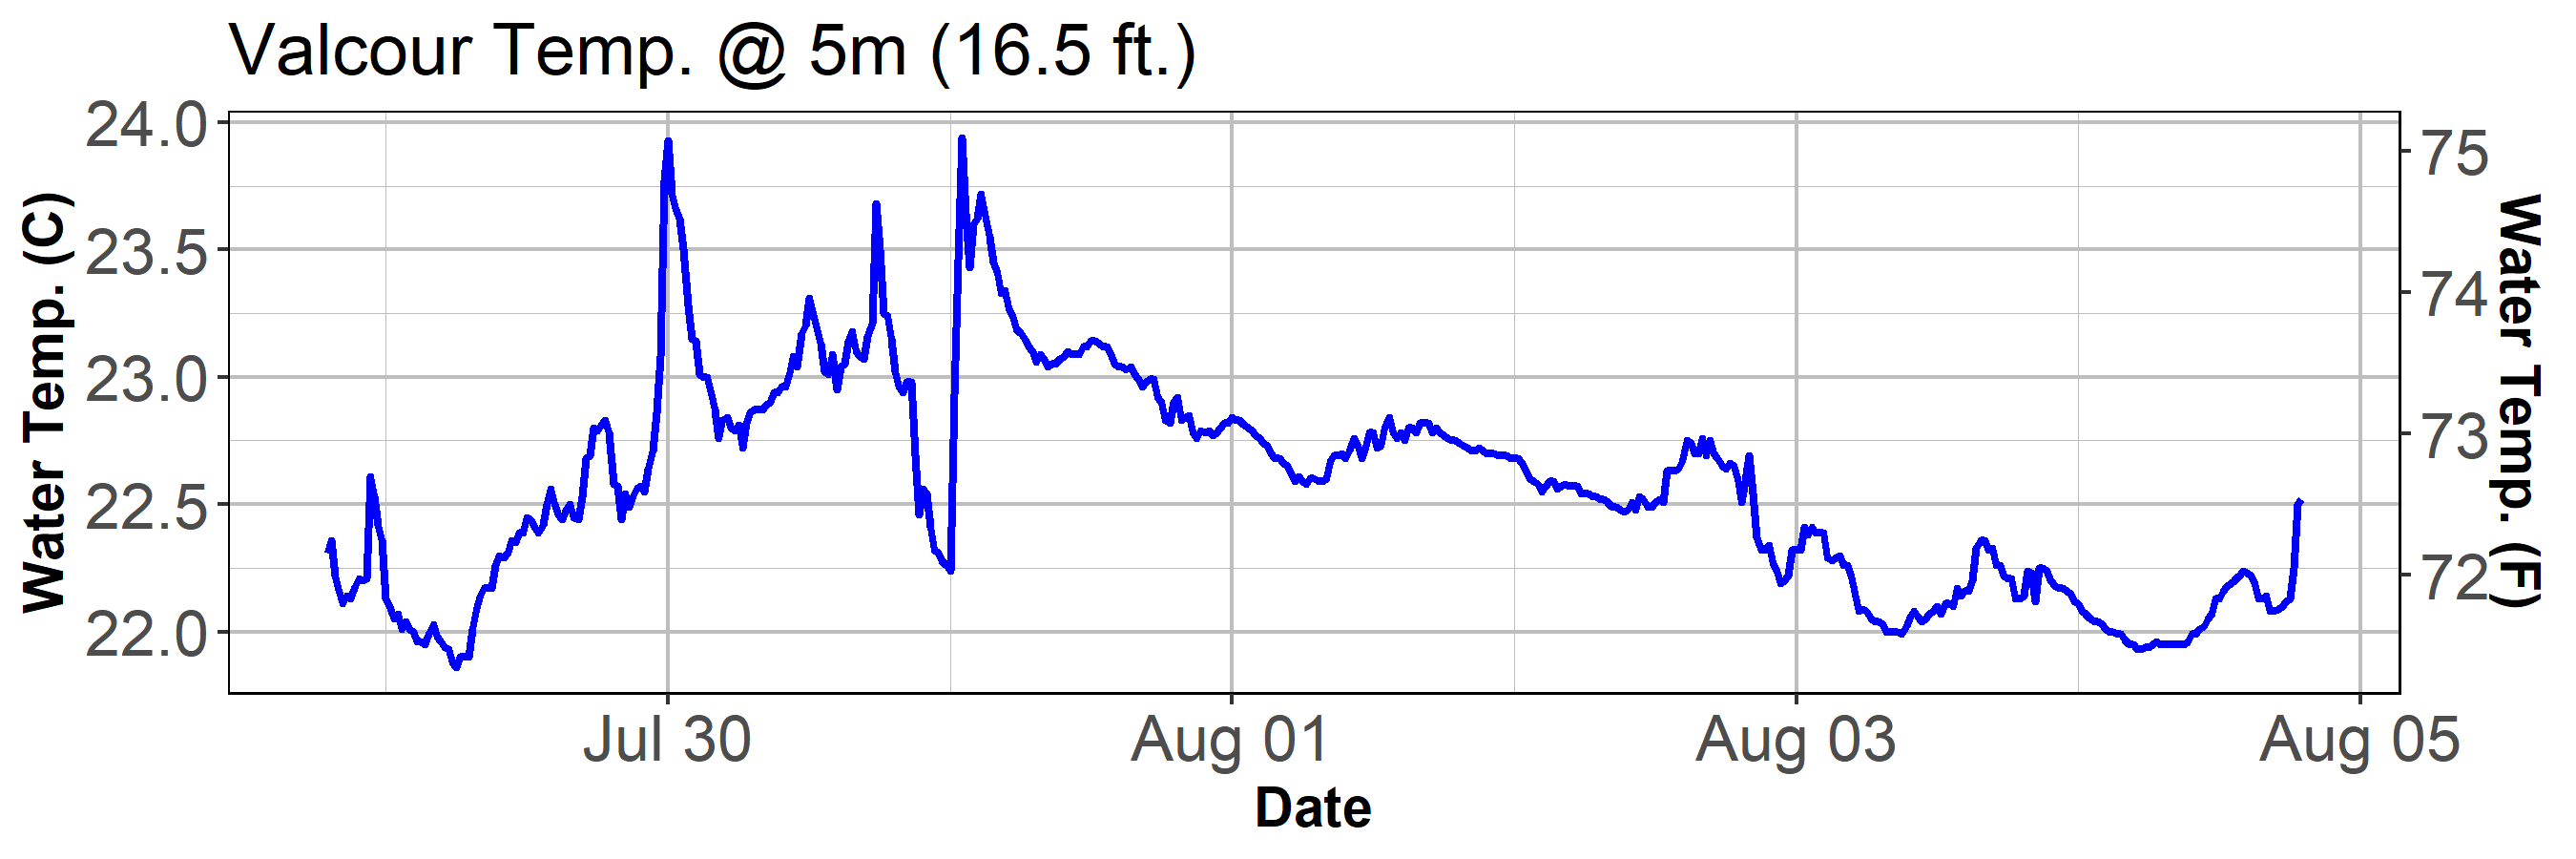 Valcour Temp. @ 5m (16.5 ft.)
Water Temp. (C)
24.0
23.5
23.0
22.5
22.0
75
74
73
72
Water Temp. (F)
Jul 30 Aug 01 Aug 03 Aug 05
Date